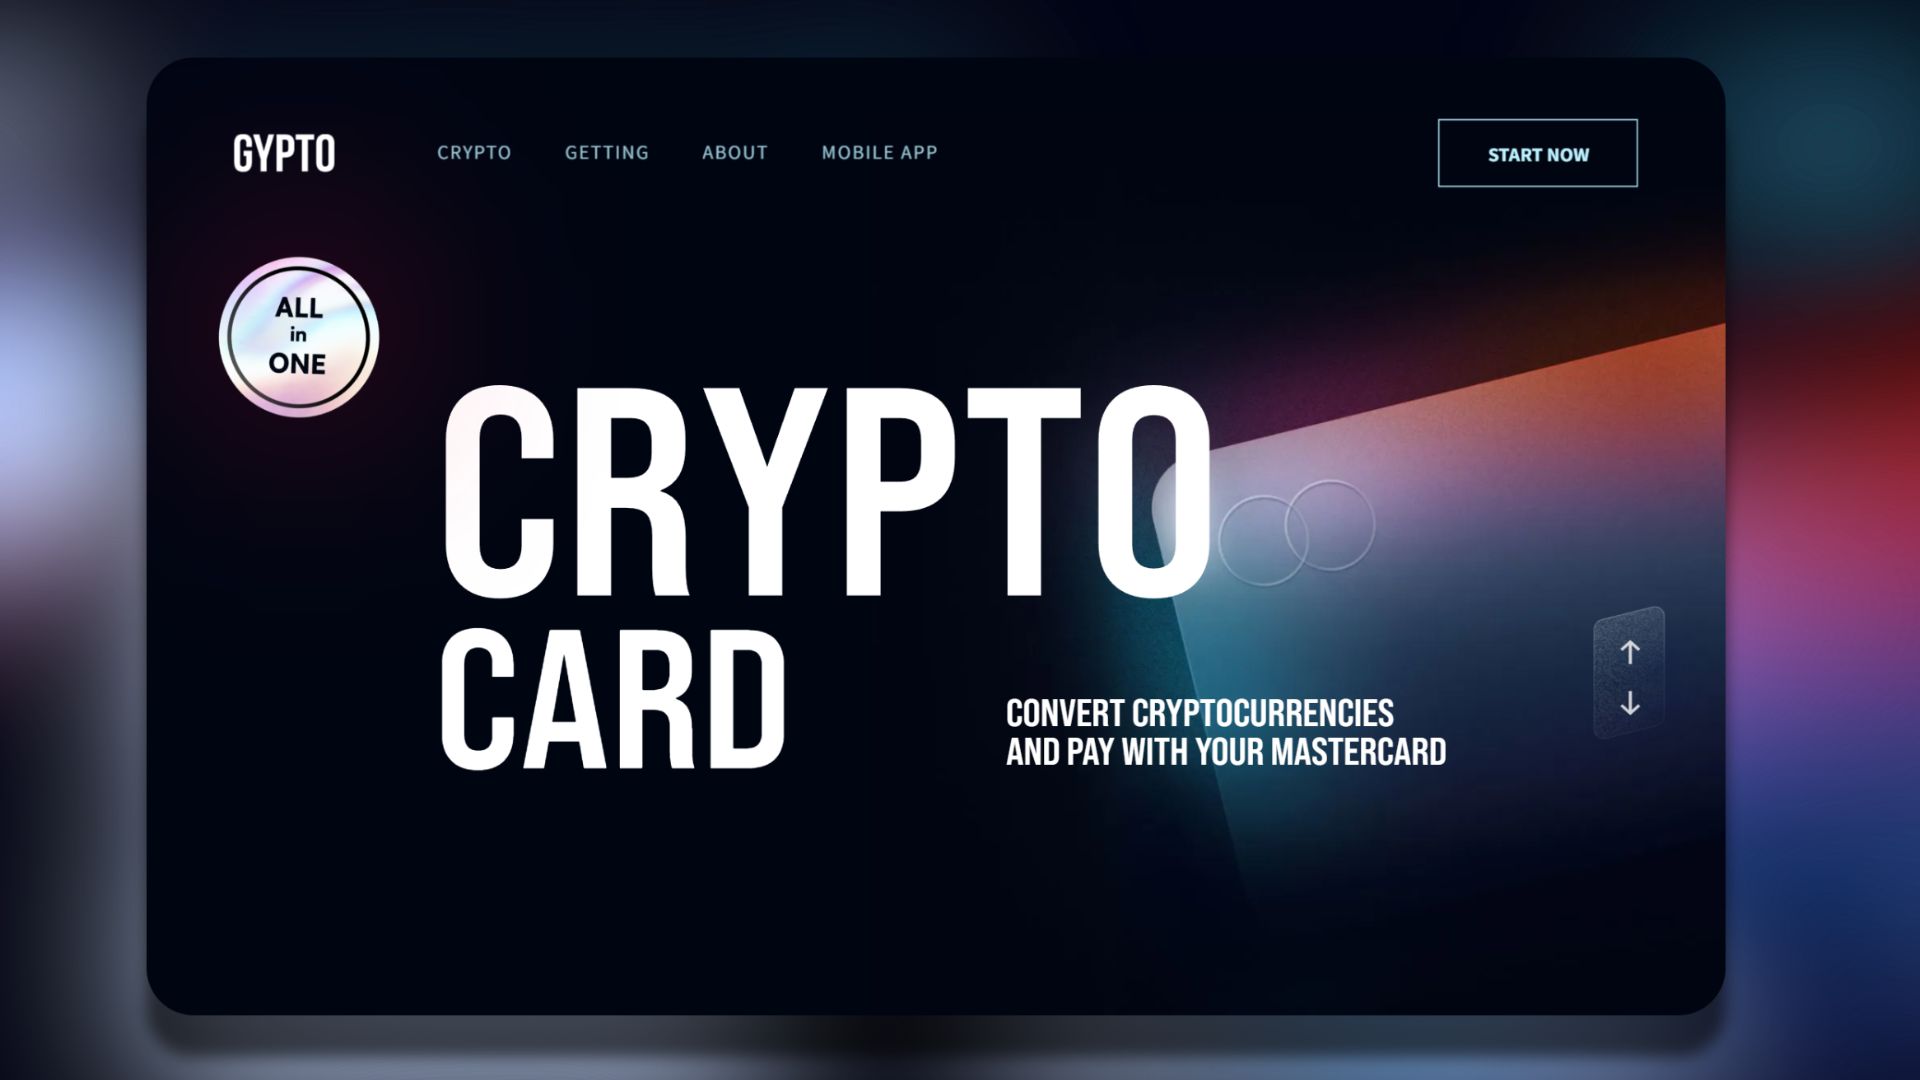 GYPTO
CRYPTO
GETTING
ABOUT
MOBILE APP
START NOW
ALL
in
ONE
CRYPTO
CARD
CONVERT CRYPTOCURRENCIES
AND PAY WITH YOUR MASTERCARD